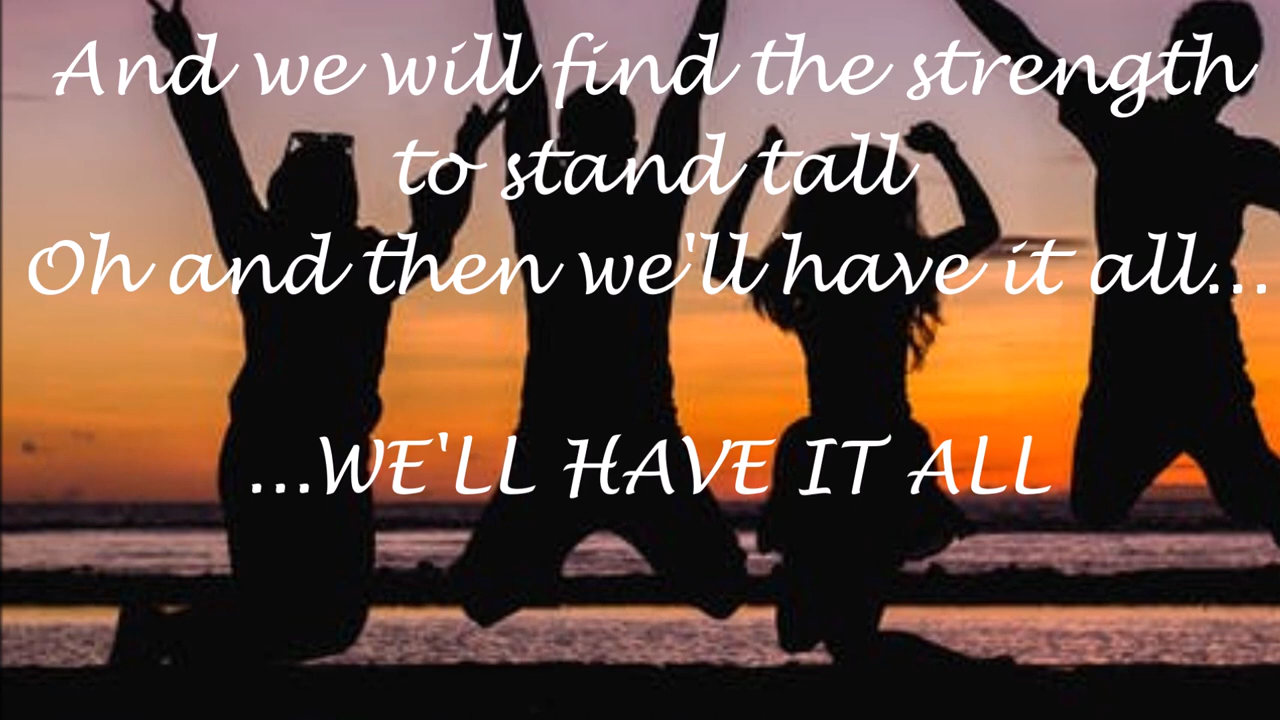 And we will find the strength
to stand tall
Oh and then we'll have it all...
...WE'LL HAVE IT ALL